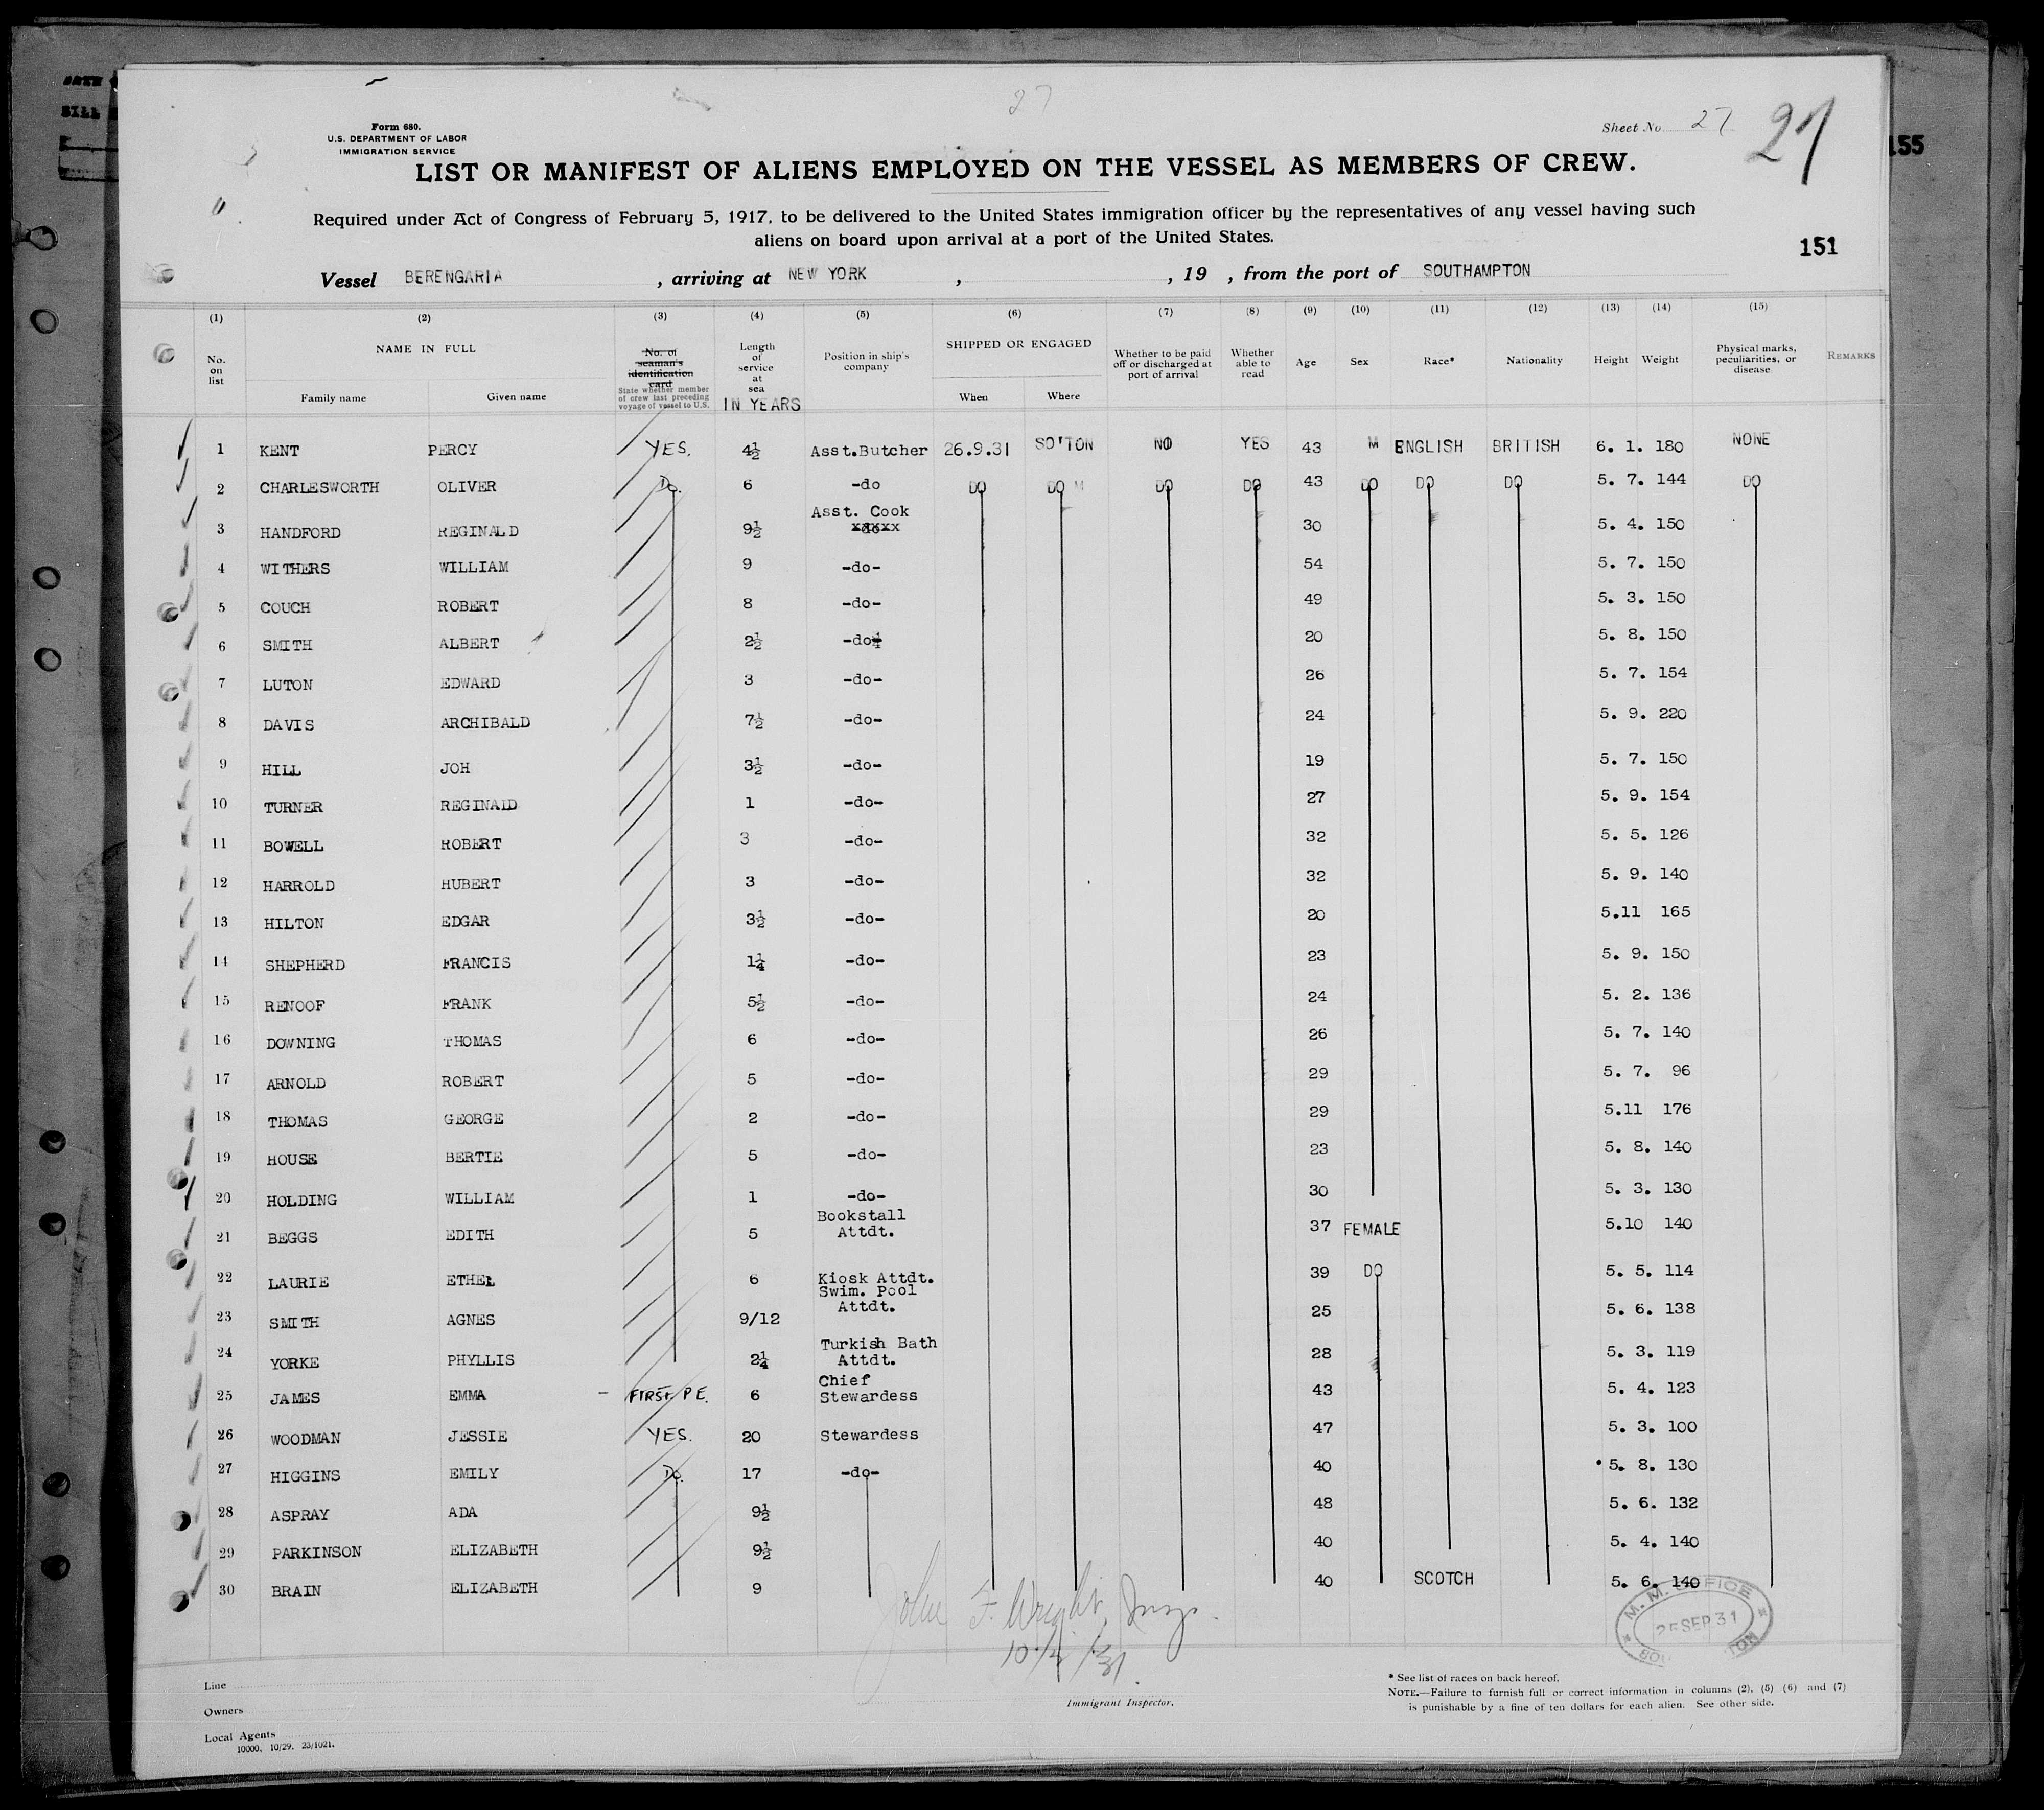 Form 680.
U.S. DEPARTMENT OF LABOR
IMMIGRATION SERVICE
27
Sheet No. 27
27
155
LIST OR MANIFEST OF ALIENS EMPLOYED ON THE VESSEL AS MEMBERS OF CREW.
Required under Act of Congress of February 5, 1917, to be delivered to the United States immigration officer by the representatives of any vessel having such
aliens on board upon arrival at a port of the United States.
151
Vessel BERENGARIA , arriving at NEW YORK , , 19 , from the port of SOUTHAMPTON
(1) (2) (3) (4) (5) (6) (7) (8) (9) (10) (11) (12) (13) (14) (15)
No. on list
NAME IN FULL
Family name Given name
No. of seaman's identification card
State whether member of crew last preceding voyage of vessel to U.S.
Length of service at sea IN YEARS
Position in ship's company
SHIPPED OR ENGAGED
When Where
Whether to be paid off or discharged at port of arrival
Whether able to read
Age Sex Race* Nationality Height Weight
Physical marks, peculiarities, or disease
REMARKS
1 KENT PERCY YES. 4½ Asst.Butcher 26.9.31 SO'TON NO YES 43 M ENGLISH BRITISH 6. 1. 180 NONE
2 CHARLESWORTH OLIVER Do. 6 -do DO DO M DO DO 43 DO DO DO 5. 7. 144 DO
3 HANDFORD REGINALD 9½ Asst. Cook 30 5. 4. 150
4 WITHERS WILLIAM 9 -do- 54 5. 7. 150
5 COUCH ROBERT 8 -do- 49 5. 3. 150
6 SMITH ALBERT 2½ -do- 20 5. 8. 150
7 LUTON EDWARD 3 -do- 26 5. 7. 154
8 DAVIS ARCHIBALD 7½ -do- 24 5. 9. 220
9 HILL JOH 3½ -do- 19 5. 7. 150
10 TURNER REGINALD 1 -do- 27 5. 9. 154
11 BOWELL ROBERT 3 -do- 32 5. 5. 126
12 HARROLD HUBERT 3 -do- 32 5. 9. 140
13 HILTON EDGAR 3½ -do- 20 5.11 165
14 SHEPHERD FRANCIS 1¼ -do- 23 5. 9. 150
15 RENOOF FRANK 5½ -do- 24 5. 2. 136
16 DOWNING THOMAS 6 -do- 26 5. 7. 140
17 ARNOLD ROBERT 5 -do- 29 5. 7. 96
18 THOMAS GEORGE 2 -do- 29 5.11 176
19 HOUSE BERTIE 5 -do- 23 5. 8. 140
20 HOLDING WILLIAM 1 -do- 30 5. 3. 130
21 BEGGS EDITH 5 Bookstall Attdt. 37 FEMALE 5.10 140
22 LAURIE ETHEL 6 Kiosk Attdt. 39 DO 5. 5. 114
23 SMITH AGNES 9/12 Swim. Pool Attdt. 25 5. 6. 138
24 YORKE PHYLLIS 2¼ Turkish Bath Attdt. 28 5. 3. 119
25 JAMES EMMA - FIRST P.E. 6 Chief Stewardess 43 5. 4. 123
26 WOODMAN JESSIE YES. 20 Stewardess 47 5. 3. 100
27 HIGGINS EMILY Do. 17 -do- 40 5. 8. 130
28 ASPRAY ADA 9½ 48 5. 6. 132
29 PARKINSON ELIZABETH 9½ 40 5. 4. 140
30 BRAIN ELIZABETH 9 40 SCOTCH 5. 6. 140
John F. Wright, Insp.
M. M. OFFICE
SEP 31
Immigrant Inspector.
Line
Owners
Local Agents
10000, 10/29. 23/1021.
* See list of races on back hereof.
NOTE.—Failure to furnish full or correct information in columns (2), (5) (6) and (7)
is punishable by a fine of ten dollars for each alien. See other side.